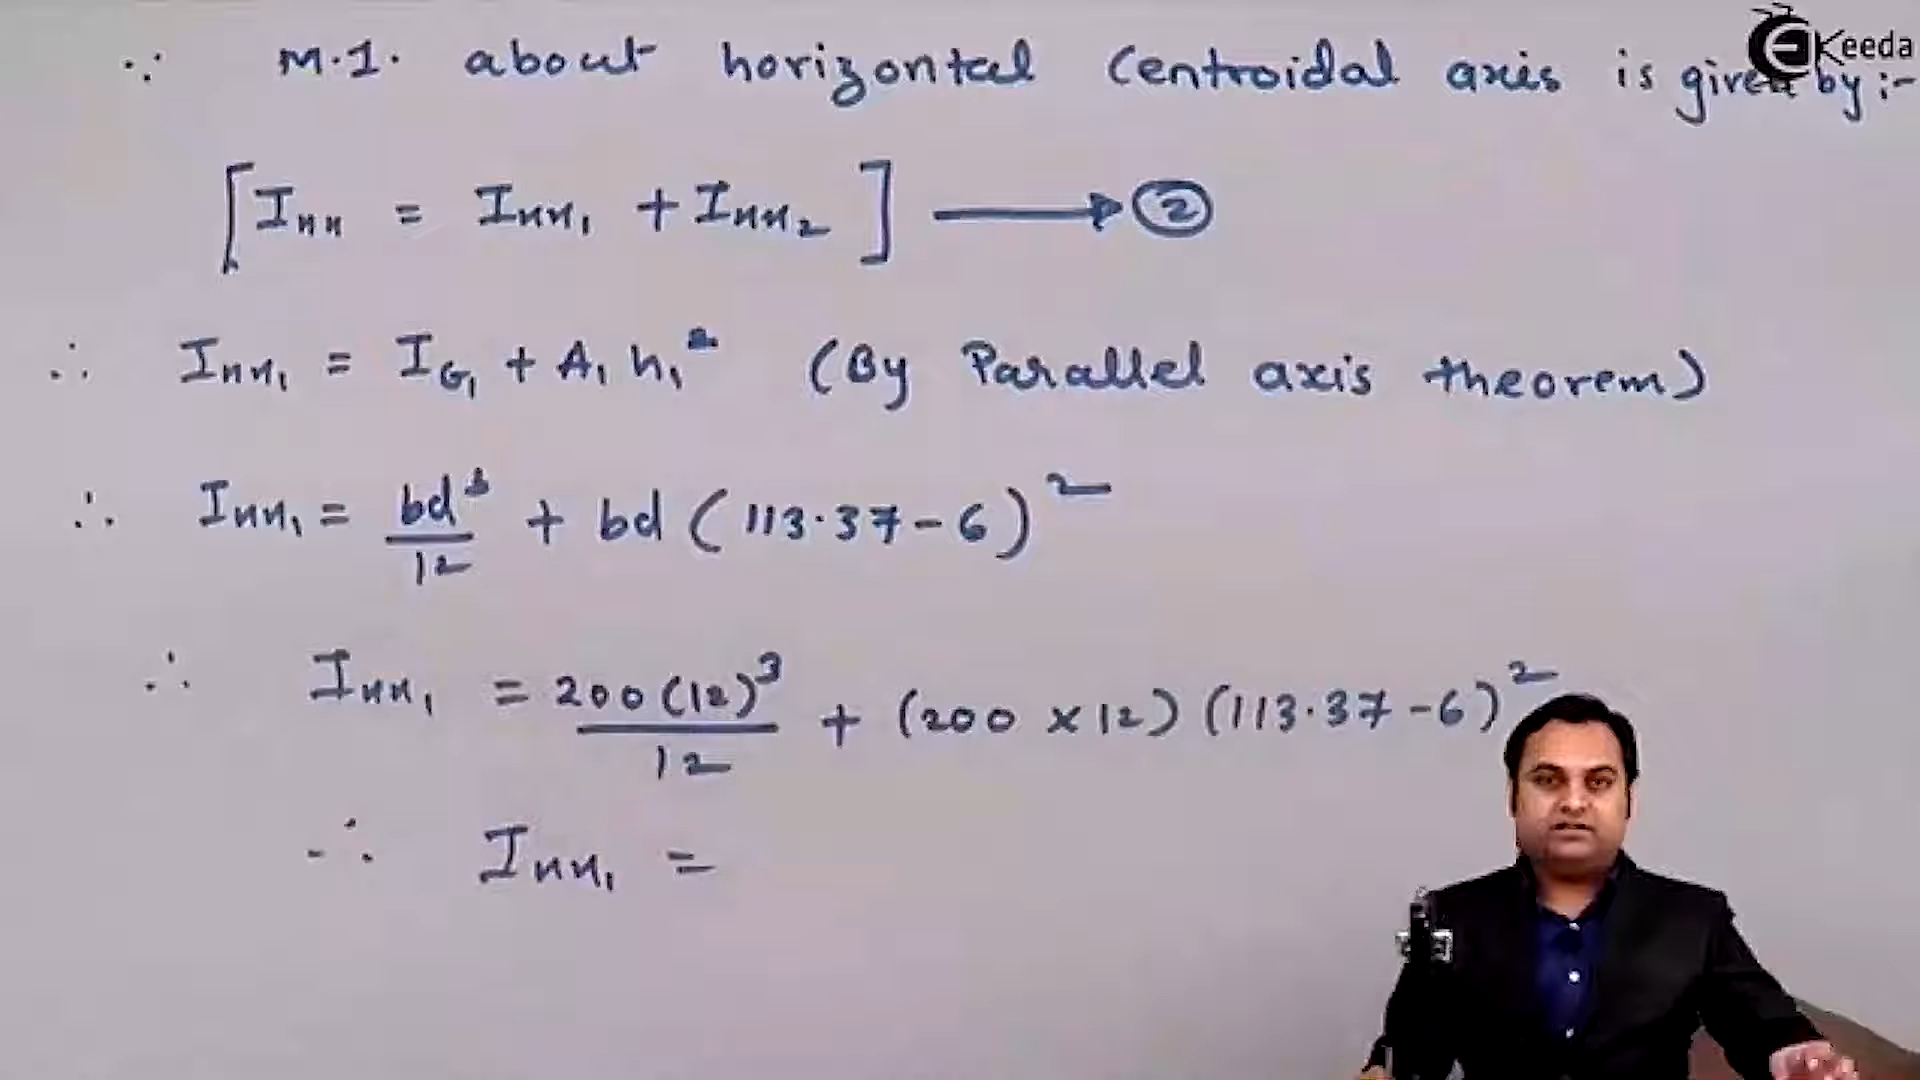 ∵ M.I. about horizontal centroidal axis is given by :-
[Ixx = Ixx₁ + Ixx₂] → ②
∴ Ixx₁ = IG₁ + A₁ h₁² (By Parallel axis theorem)
∴ Ixx₁ = bd³/12 + bd (113.37-6)²
∴ Ixx₁ = 200(12)³/12 + (200 x 12) (113.37-6)²
∴ Ixx₁ =
EKeeda